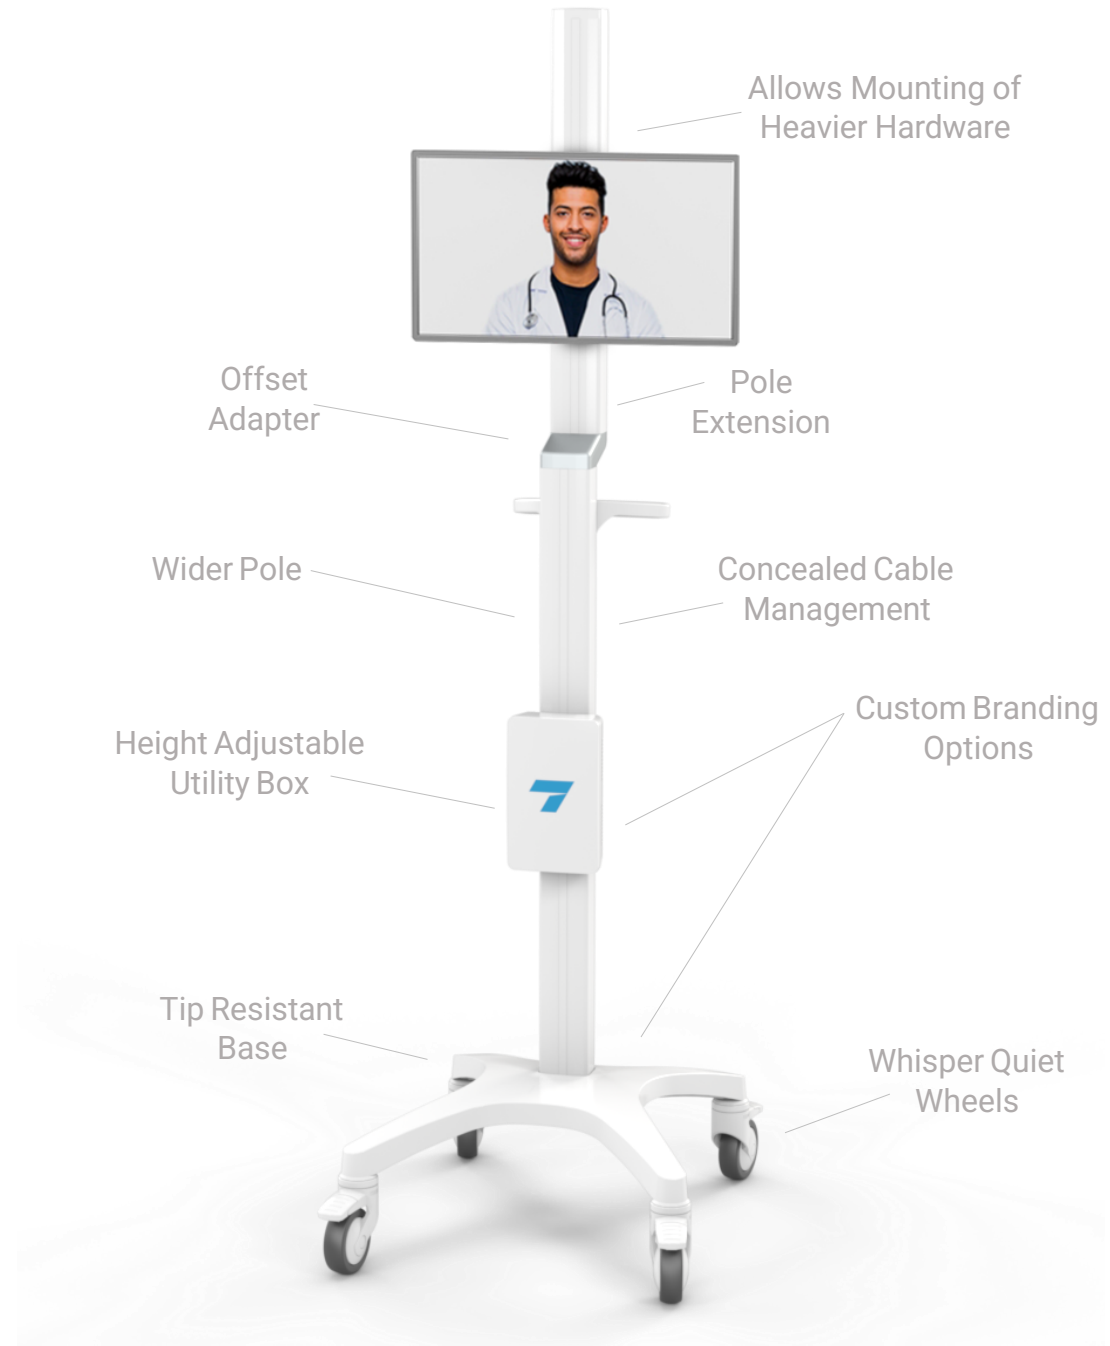 Allows Mounting of
Heavier Hardware
Offset
Adapter
Pole
Extension
Wider Pole
Concealed Cable
Management
Custom Branding
Options
Height Adjustable
Utility Box
Tip Resistant
Base
Whisper Quiet
Wheels